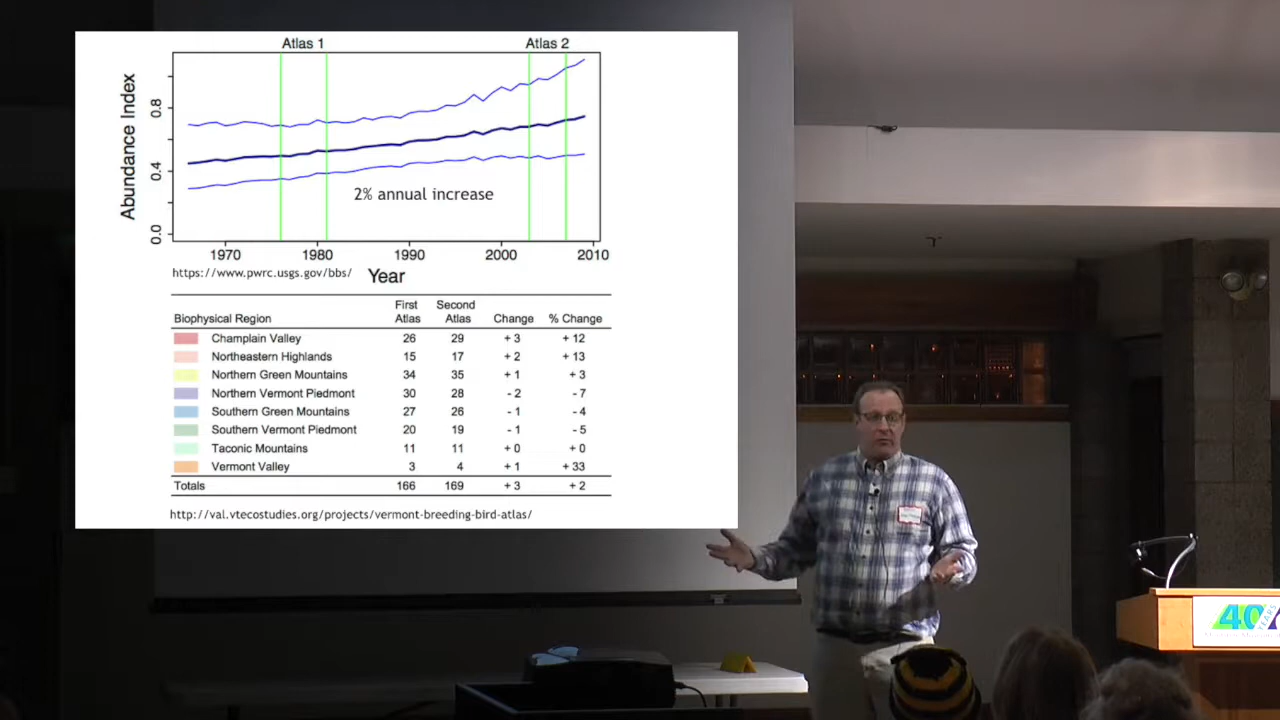 Atlas 1 Atlas 2
Abundance Index
0.8
0.4
0.0
2% annual increase
1970 1980 1990 2000 2010
https://www.pwrc.usgs.gov/bbs/ Year
First Second
Biophysical Region Atlas Atlas Change % Change
Champlain Valley 26 29 + 3 + 12
Northeastern Highlands 15 17 + 2 + 13
Northern Green Mountains 34 35 + 1 + 3
Northern Vermont Piedmont 30 28 - 2 - 7
Southern Green Mountains 27 26 - 1 - 4
Southern Vermont Piedmont 20 19 - 1 - 5
Taconic Mountains 11 11 + 0 + 0
Vermont Valley 3 4 + 1 + 33
Totals 166 169 + 3 + 2
http://val.vtecostudies.org/projects/vermont-breeding-bird-atlas/
40
YEARS